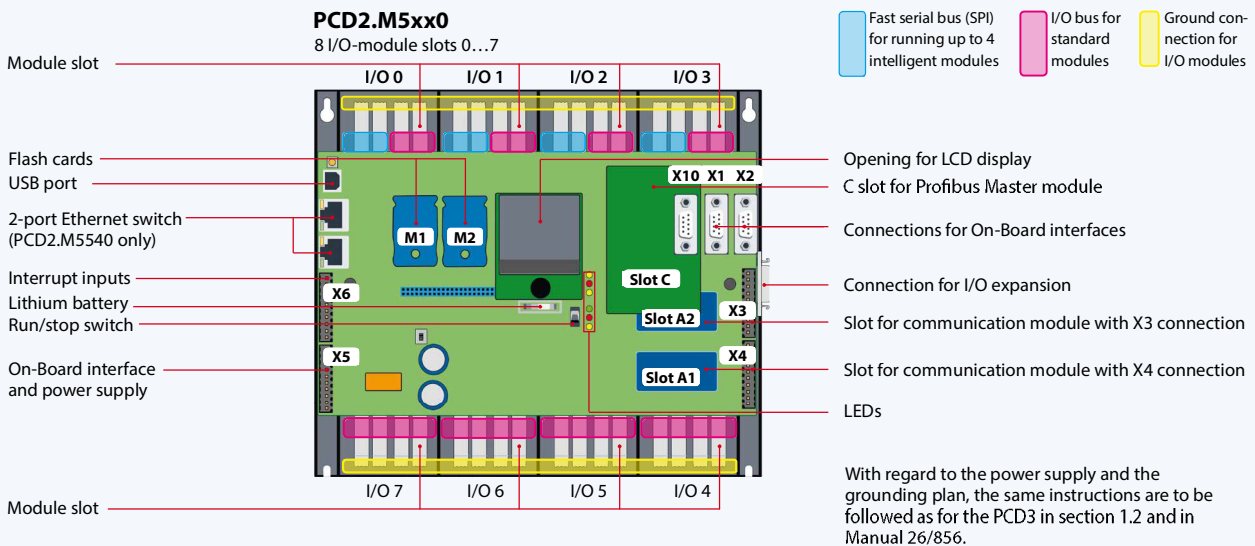 PCD2.M5xx0
8 I/O-module slots 0…7
Fast serial bus (SPI)
for running up to 4
intelligent modules
I/O bus for
standard
modules
Ground con-
nection for
I/O modules
Module slot
I/O 0
I/O 1
I/O 2
I/O 3
Flash cards
USB port
2-port Ethernet switch
(PCD2.M5540 only)
Interrupt inputs
Lithium battery
Run/stop switch
On-Board interface
and power supply
M1
M2
X10
X1
X2
Slot C
X6
X3
Slot A2
X5
X4
Slot A1
Opening for LCD display
C slot for Profibus Master module
Connections for On-Board interfaces
Connection for I/O expansion
Slot for communication module with X3 connection
Slot for communication module with X4 connection
LEDs
I/O 7
I/O 6
I/O 5
I/O 4
Module slot
With regard to the power supply and the
grounding plan, the same instructions are to be
followed as for the PCD3 in section 1.2 and in
Manual 26/856.